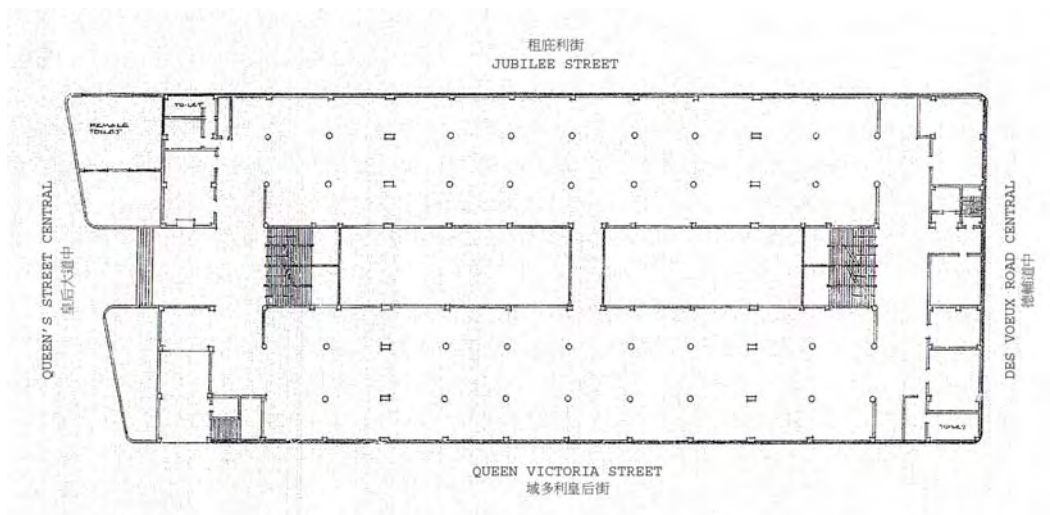 租庇利街
JUBILEE STREET
TOILET
FEMALE
TOILET
QUEEN'S STREET CENTRAL
皇后大道中
DES VOEUX ROAD CENTRAL
德輔道中
TOILET
QUEEN VICTORIA STREET
域多利皇后街